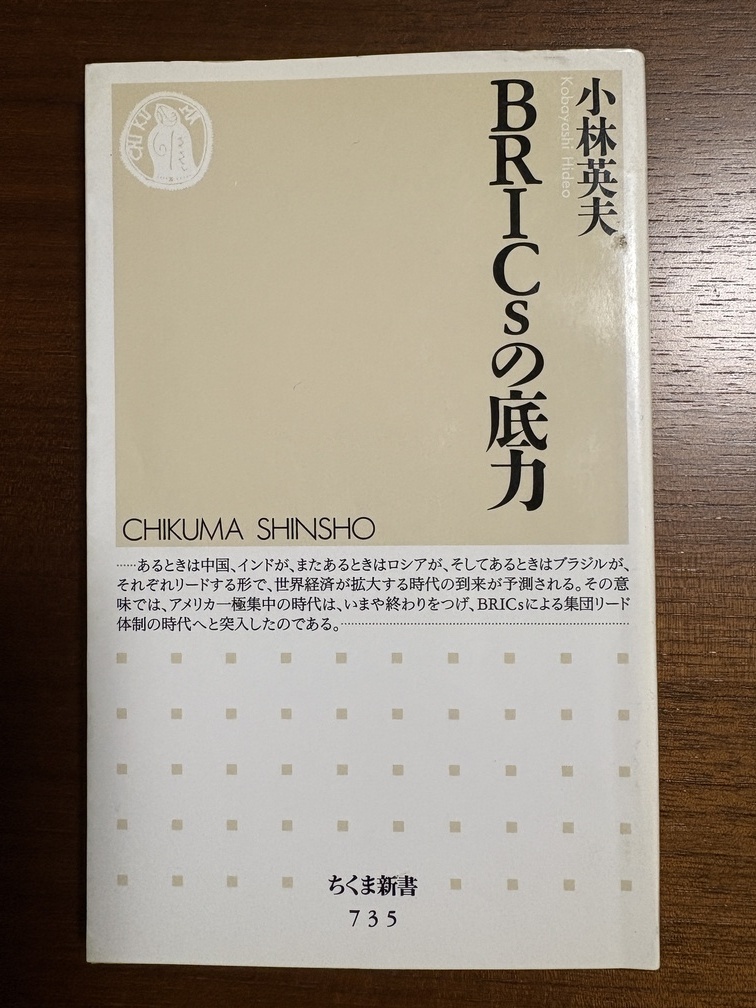 小林英夫
Kobayashi Hideo
BRICsの底力
CHIKUMA
CHIKUMA SHINSHO
……あるときは中国、インドが、またあるときはロシアが、そしてあるときはブラジルが、
それぞれリードする形で、世界経済が拡大する時代の到来が予測される。その意
味では、アメリカ一極集中の時代は、いまや終わりをつげ、BRICsによる集団リード
体制の時代へと突入したのである。
ちくま新書
735